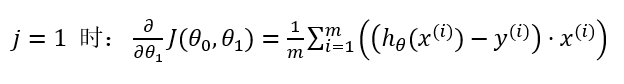 j = 1 时： ∂/∂θ₁ J(θ₀, θ₁) = 1/m ∑ᵢ₌₁ᵐ ((h_θ(x⁽ⁱ⁾) − y⁽ⁱ⁾) ⋅ x⁽ⁱ⁾)